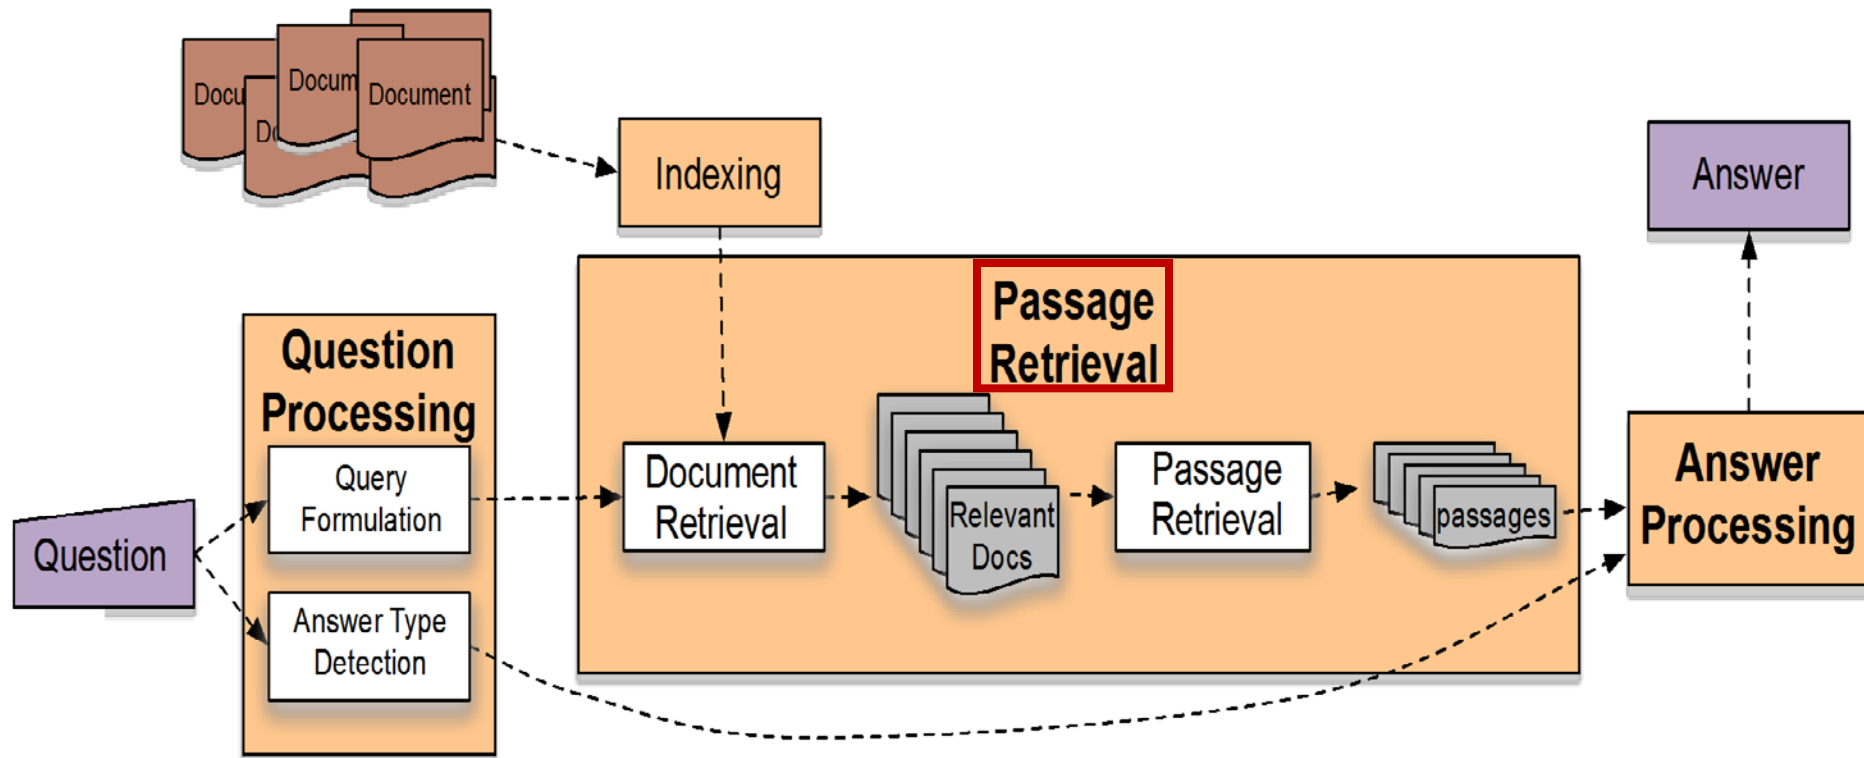 Docu
Docum
Document
Do
Indexing
Answer
Passage
Retrieval
Question
Processing
Query
Formulation
Answer Type
Detection
Question
Document
Retrieval
Relevant
Docs
Passage
Retrieval
passages
Answer
Processing